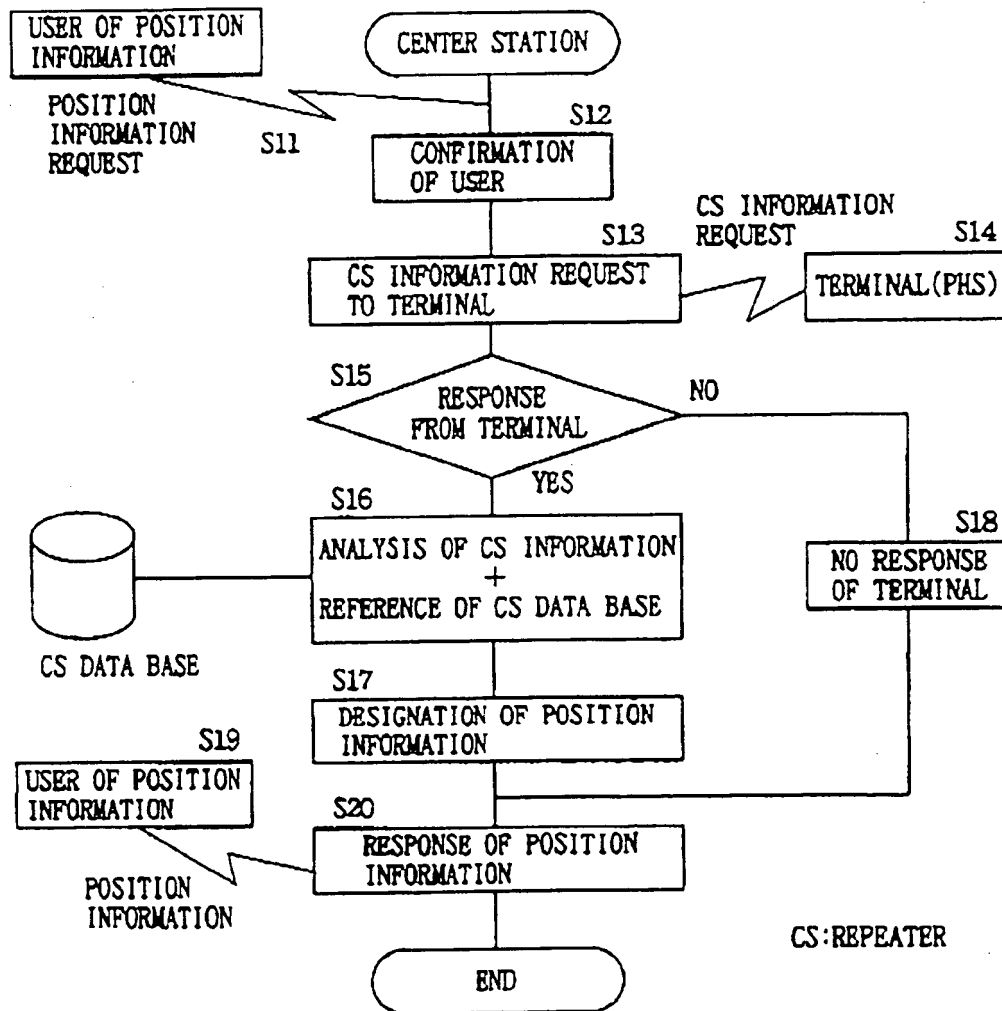 USER OF POSITION
INFORMATION
CENTER STATION
POSITION
INFORMATION
REQUEST
S11
S12
CONFIRMATION
OF USER
CS INFORMATION
REQUEST
S13
CS INFORMATION REQUEST
TO TERMINAL
S14
TERMINAL(PHS)
S15
RESPONSE
FROM TERMINAL
NO
YES
S16
ANALYSIS OF CS INFORMATION
+
REFERENCE OF CS DATA BASE
CS DATA BASE
S18
NO RESPONSE
OF TERMINAL
S17
DESIGNATION OF POSITION
INFORMATION
S19
USER OF POSITION
INFORMATION
S20
RESPONSE OF POSITION
INFORMATION
POSITION
INFORMATION
CS:REPEATER
END